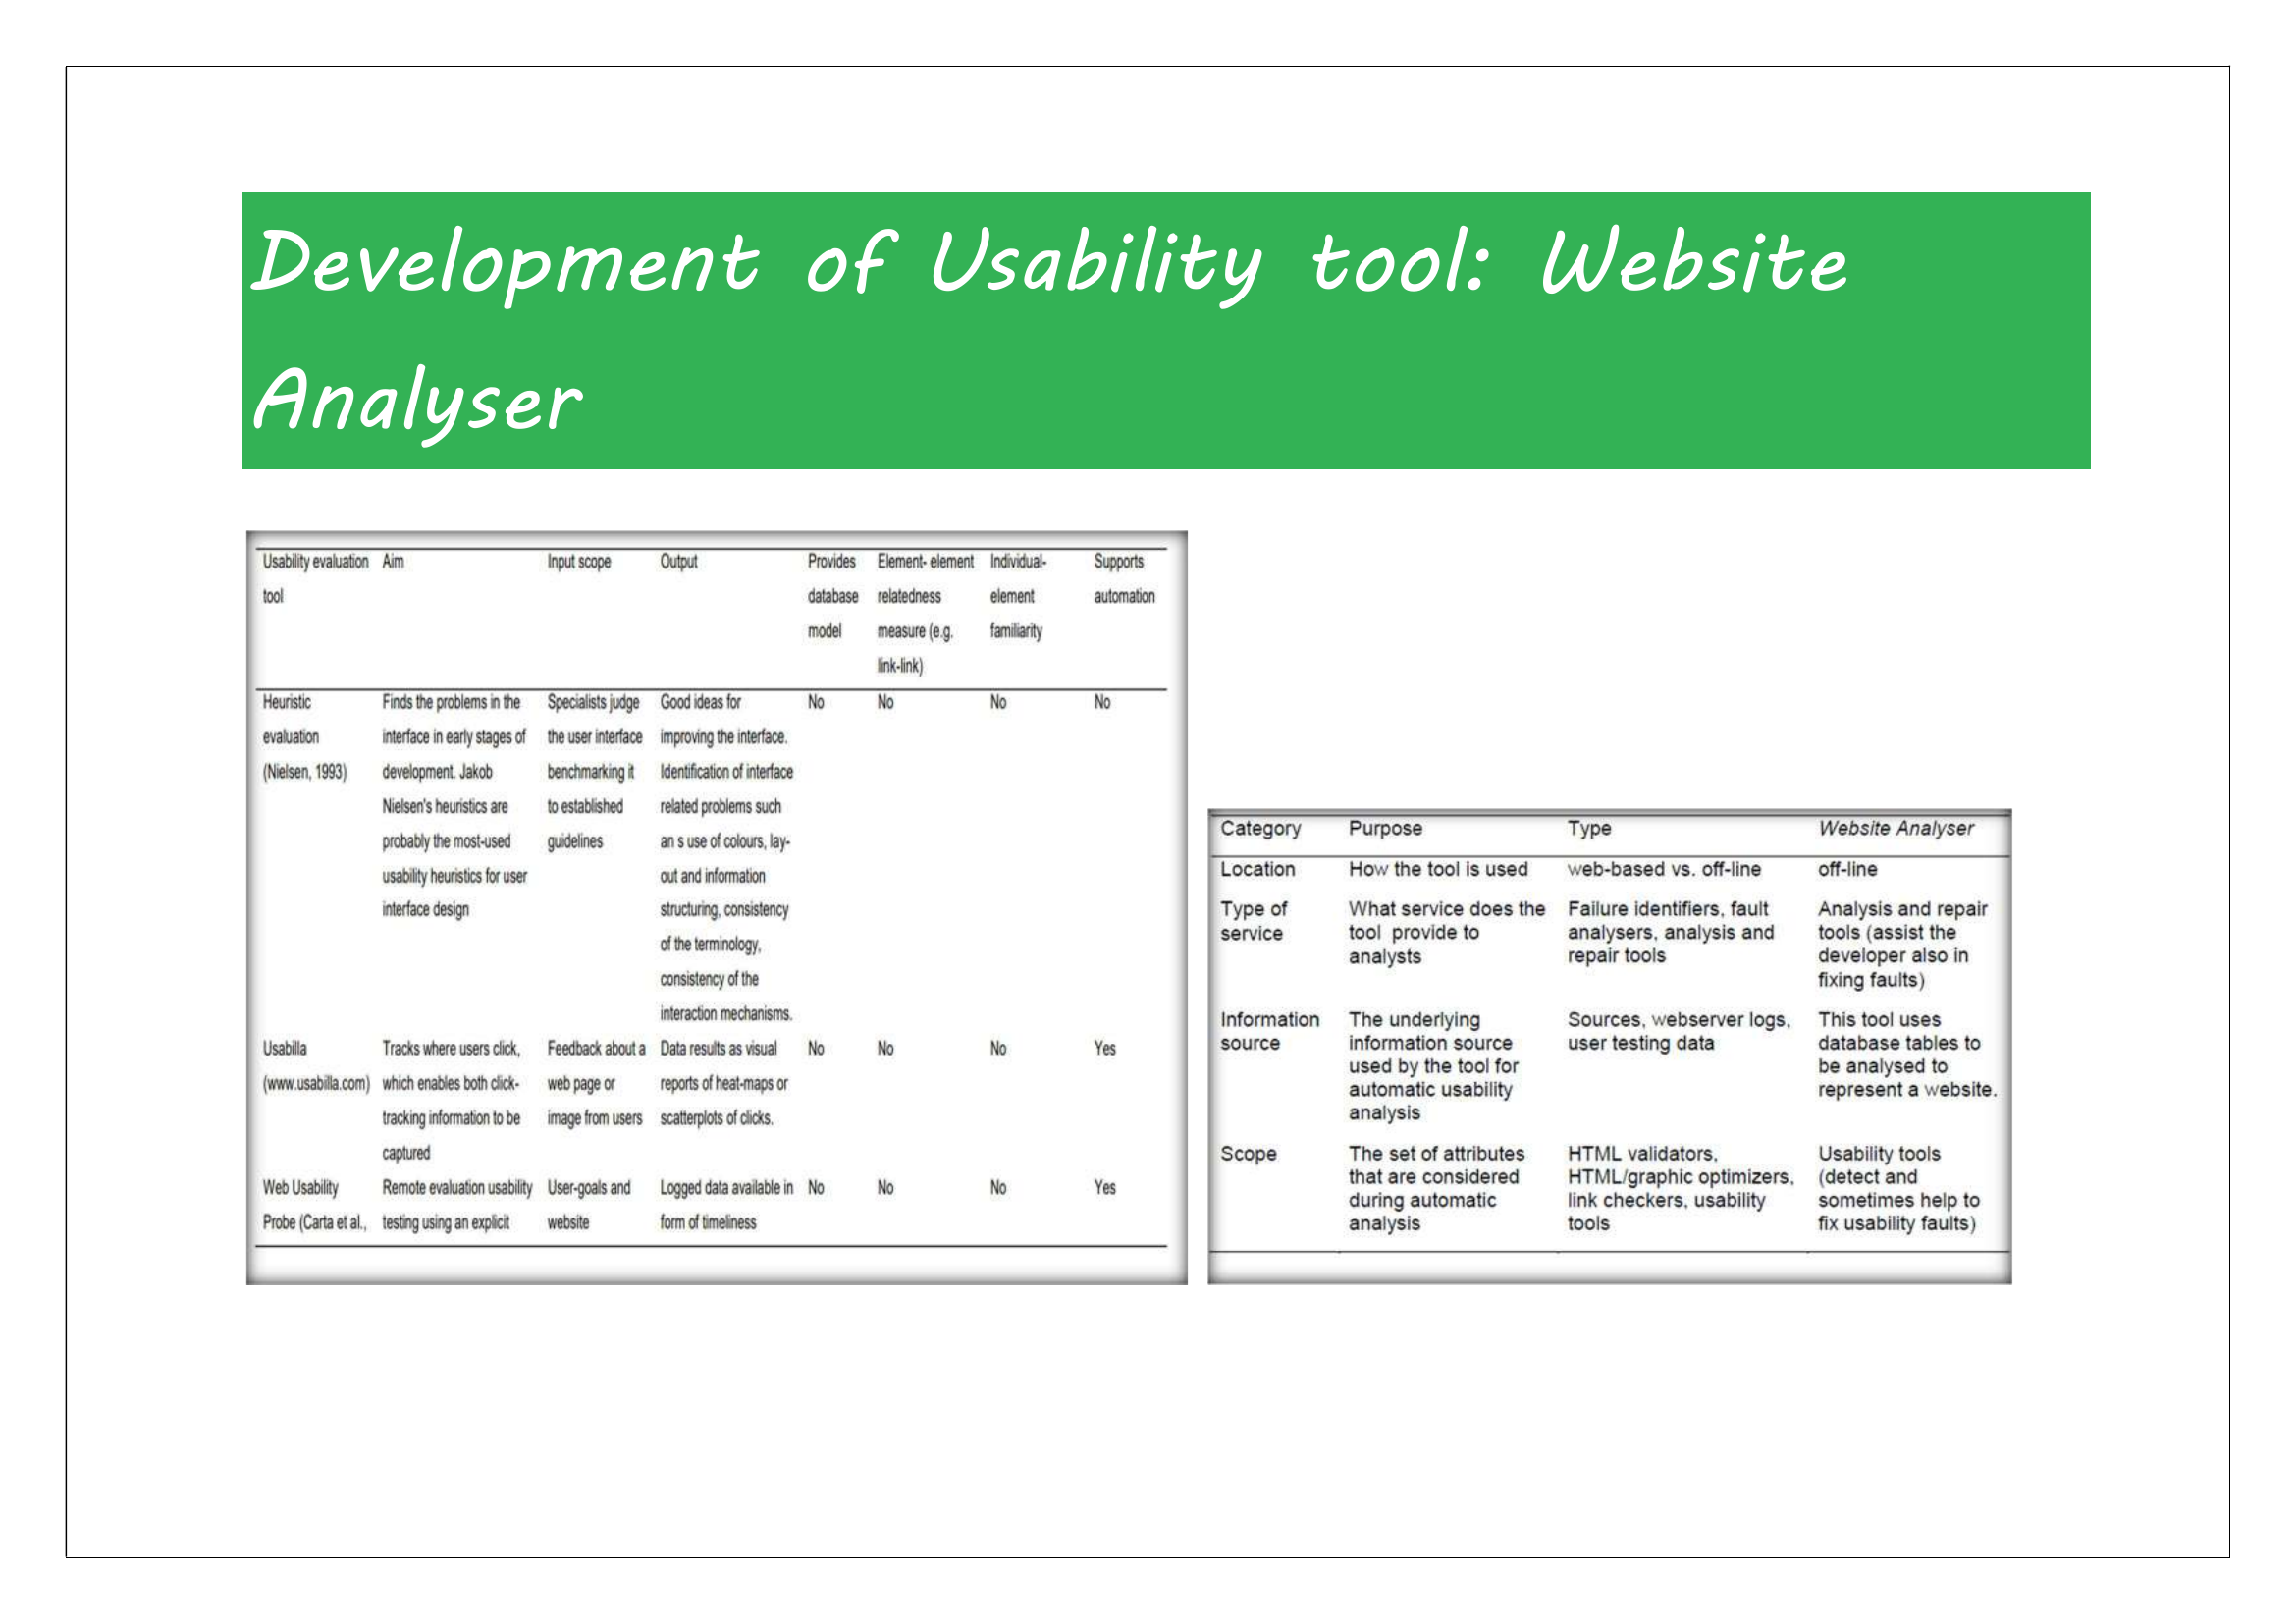 Development of Usability tool: Website
Analyser
Usability evaluation Aim Input scope Output Provides Element- element Individual- Supports
tool database relatedness element automation
model measure (e.g. familiarity
link-link)
Heuristic Finds the problems in the Specialists judge Good ideas for No No No No
evaluation interface in early stages of the user interface improving the interface.
(Nielsen, 1993) development. Jakob benchmarking it Identification of interface
Nielsen's heuristics are to established related problems such
probably the most-used guidelines an s use of colours, lay-
usability heuristics for user out and information
interface design structuring, consistency
of the terminology,
consistency of the
interaction mechanisms.
Usabilla Tracks where users click, Feedback about a Data results as visual No No No Yes
(www.usabilla.com) which enables both click- web page or reports of heat-maps or
tracking information to be image from users scatterplots of clicks.
captured
Web Usability Remote evaluation usability User-goals and Logged data available in No No No Yes
Probe (Carta et al., testing using an explicit website form of timeliness
Category Purpose Type Website Analyser
Location How the tool is used web-based vs. off-line off-line
Type of What service does the Failure identifiers, fault Analysis and repair
service tool provide to analysers, analysis and tools (assist the
analysts repair tools developer also in
fixing faults)
Information The underlying Sources, webserver logs, This tool uses
source information source user testing data database tables to
used by the tool for be analysed to
automatic usability represent a website.
analysis
Scope The set of attributes HTML validators, Usability tools
that are considered HTML/graphic optimizers, (detect and
during automatic link checkers, usability sometimes help to
analysis tools fix usability faults)